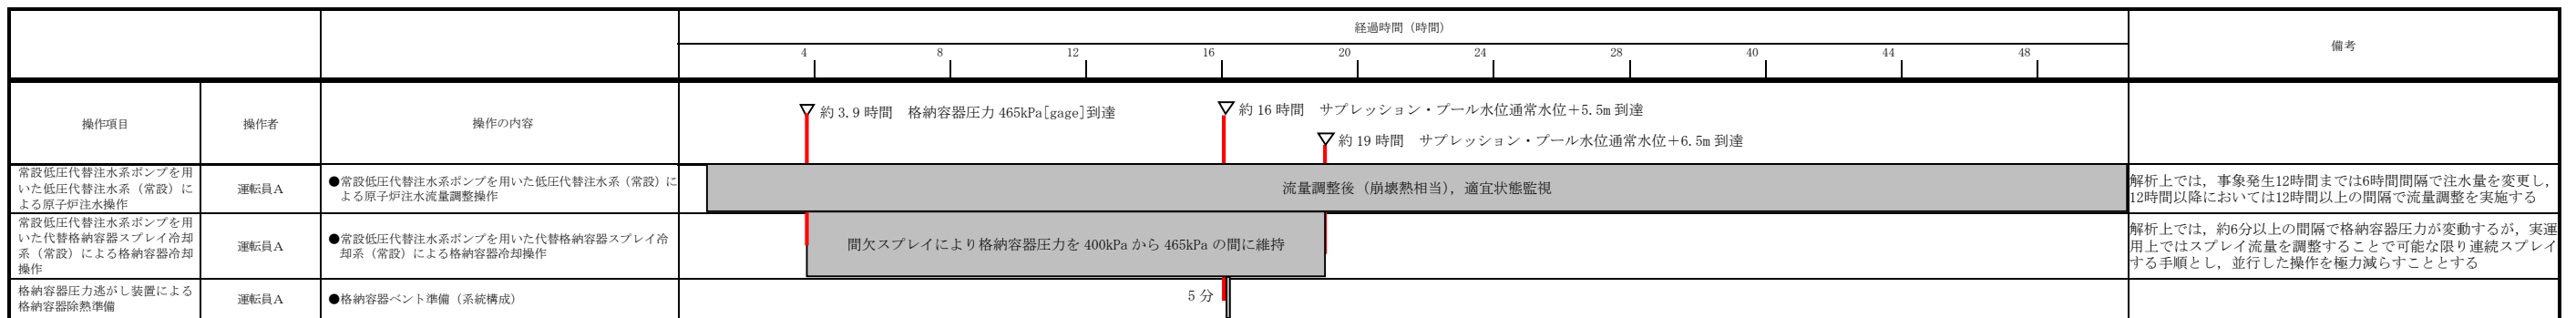 経過時間（時間）
備考
4 8 12 16 20 24 28 40 44 48
操作項目
操作者
操作の内容
約 3.9 時間　格納容器圧力 465kPa[gage]到達
約 16 時間　サプレッション・プール水位通常水位＋5.5m 到達
約 19 時間　サプレッション・プール水位通常水位＋6.5m 到達
常設低圧代替注水系ポンプを用
いた低圧代替注水系（常設）に
よる原子炉注水操作
運転員Ａ
●常設低圧代替注水系ポンプを用いた低圧代替注水系（常設）に
よる原子炉注水流量調整操作
流量調整後（崩壊熱相当），適宜状態監視
解析上では，事象発生12時間までは6時間間隔で注水量を変更し，
12時間以降においては12時間以上の間隔で流量調整を実施する
常設低圧代替注水系ポンプを用
いた代替格納容器スプレイ冷却
系（常設）による格納容器冷却
操作
運転員Ａ
●常設低圧代替注水系ポンプを用いた代替格納容器スプレイ冷
却系（常設）による格納容器冷却操作
間欠スプレイにより格納容器圧力を 400kPa から 465kPa の間に維持
解析上では，約6分以上の間隔で格納容器圧力が変動するが，実運
用上ではスプレイ流量を調整することで可能な限り連続スプレイ
する手順とし，並行した操作を極力減らすこととする
格納容器圧力逃がし装置による
格納容器除熱準備
運転員Ａ
●格納容器ベント準備（系統構成）
5 分